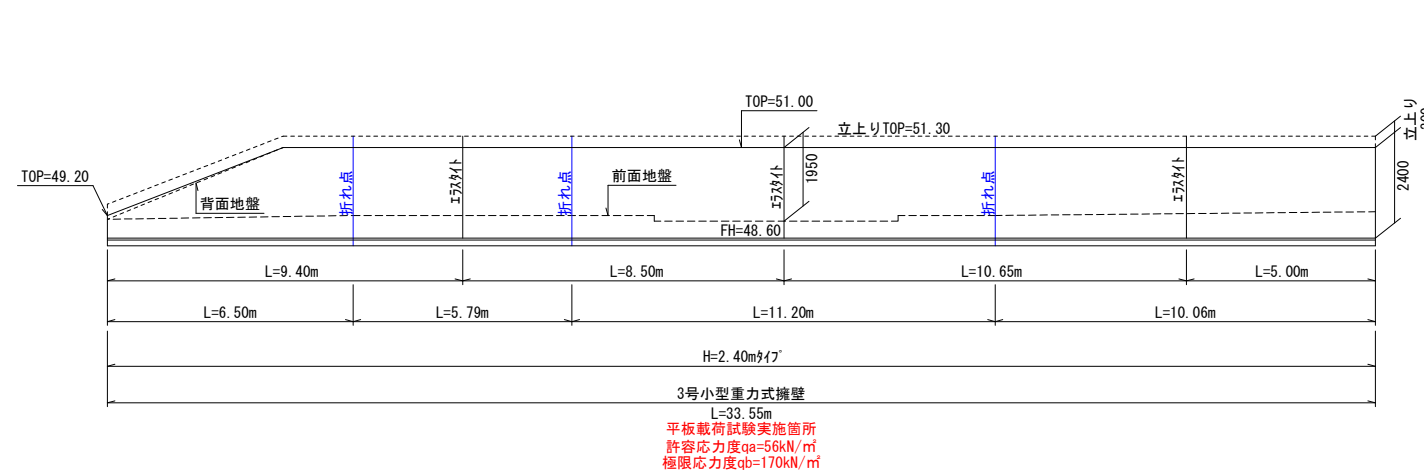 TOP=51.00
立上りTOP=51.30
立上り
TOP=49.20
背面地盤
折れ点
エラスタイト
折れ点
前面地盤
エラスタイト
1950
折れ点
エラスタイト
2400
FH=48.60
L=9.40m
L=8.50m
L=10.65m
L=5.00m
L=6.50m
L=5.79m
L=11.20m
L=10.06m
H=2.40mタイプ
3号小型重力式擁壁
L=33.55m
平板載荷試験実施箇所
許容応力度qa=56kN/㎡
極限応力度qb=170kN/㎡